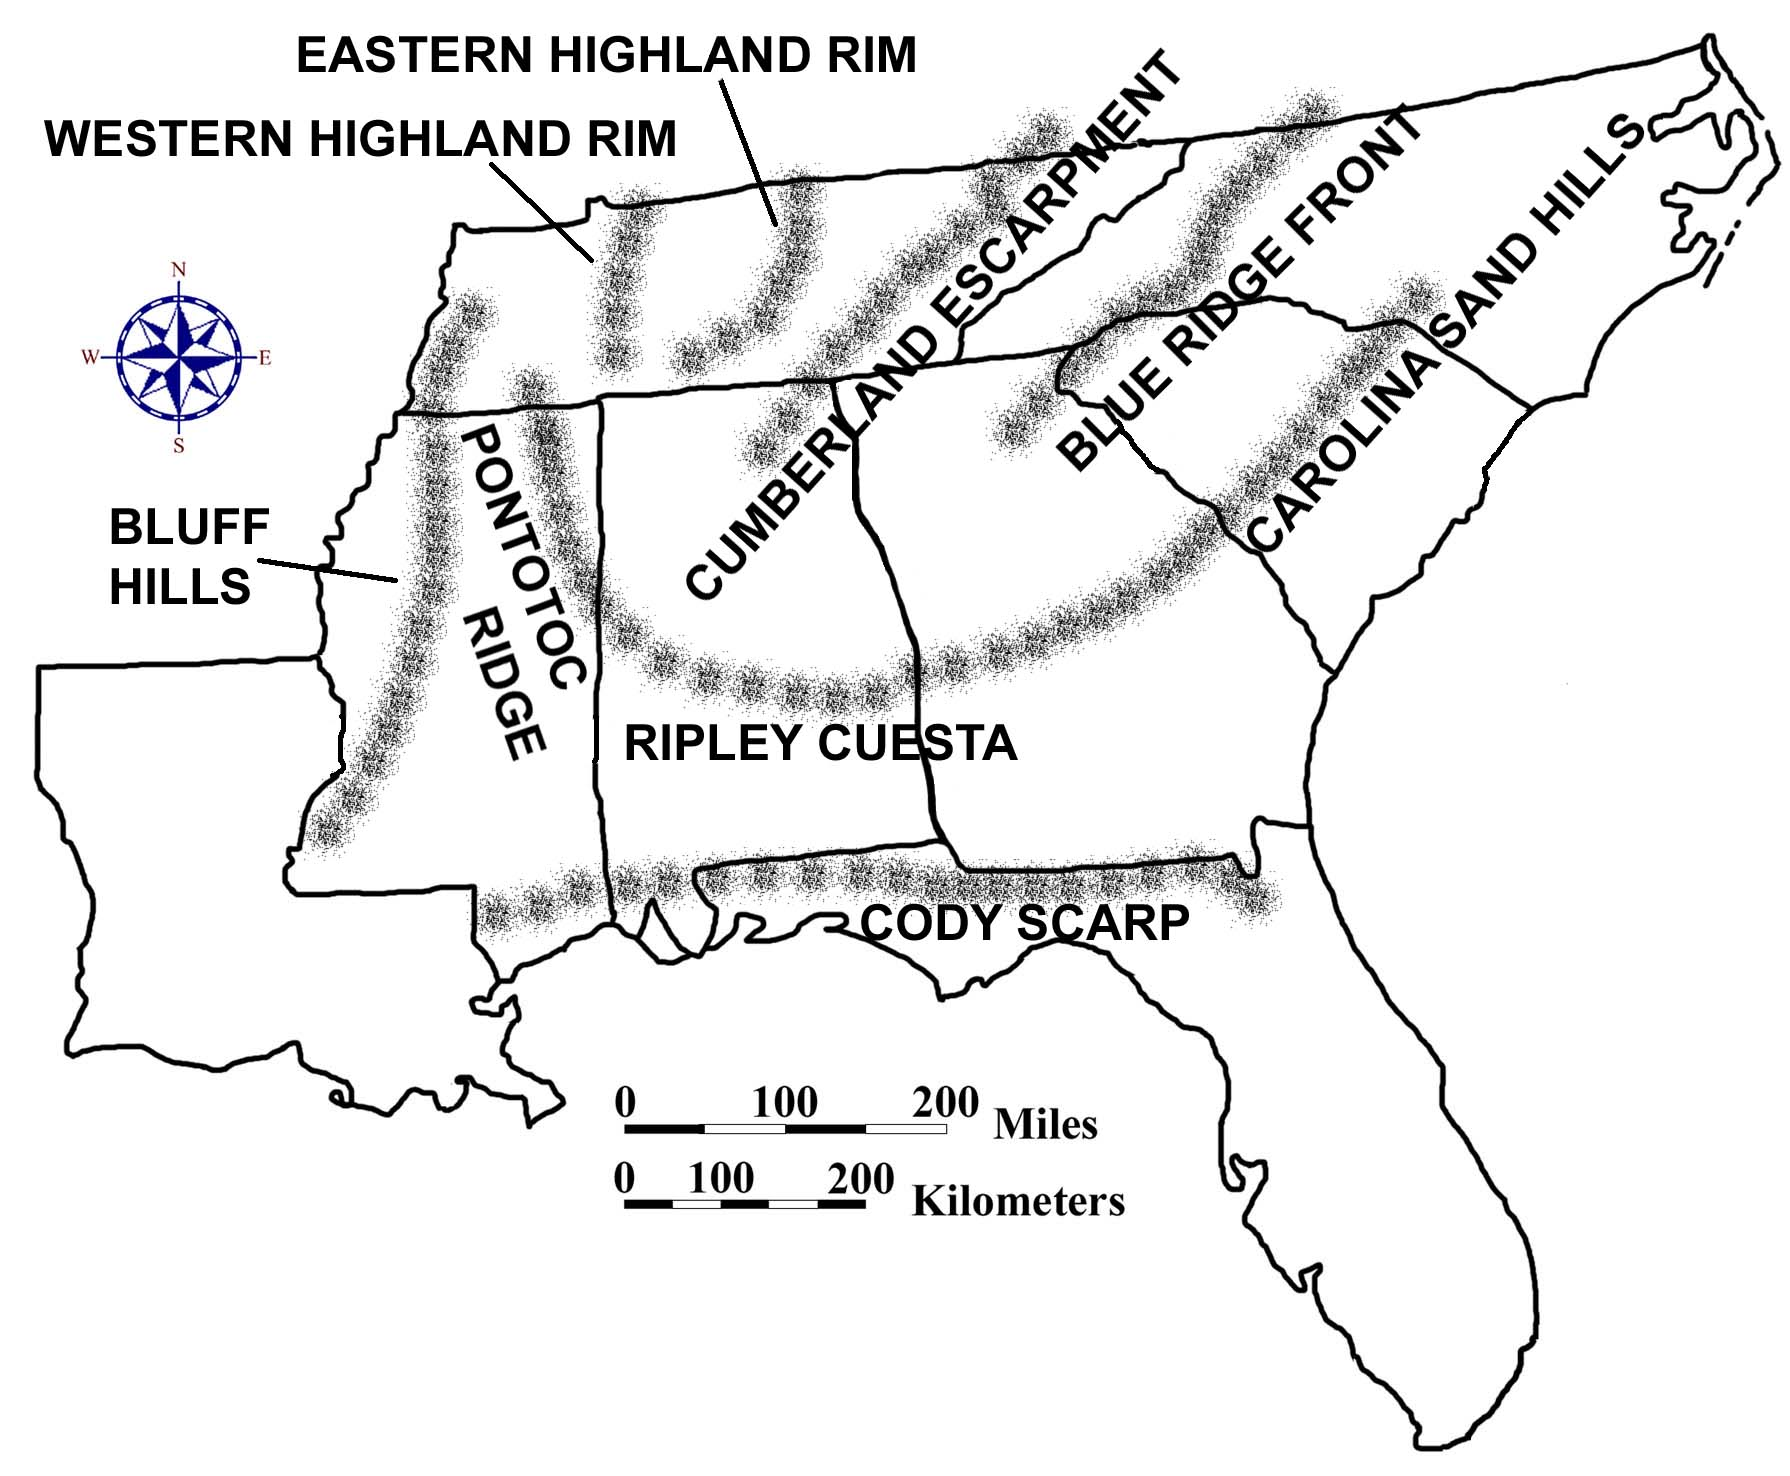 EASTERN HIGHLAND RIM
WESTERN HIGHLAND RIM
CUMBERLAND ESCARPMENT
BLUE RIDGE FRONT
CAROLINA SAND HILLS
N
W
E
S
BLUFF
HILLS
PONTOTOC
RIDGE
RIPLEY CUESTA
CODY SCARP
0 100 200 Miles
0 100 200 Kilometers